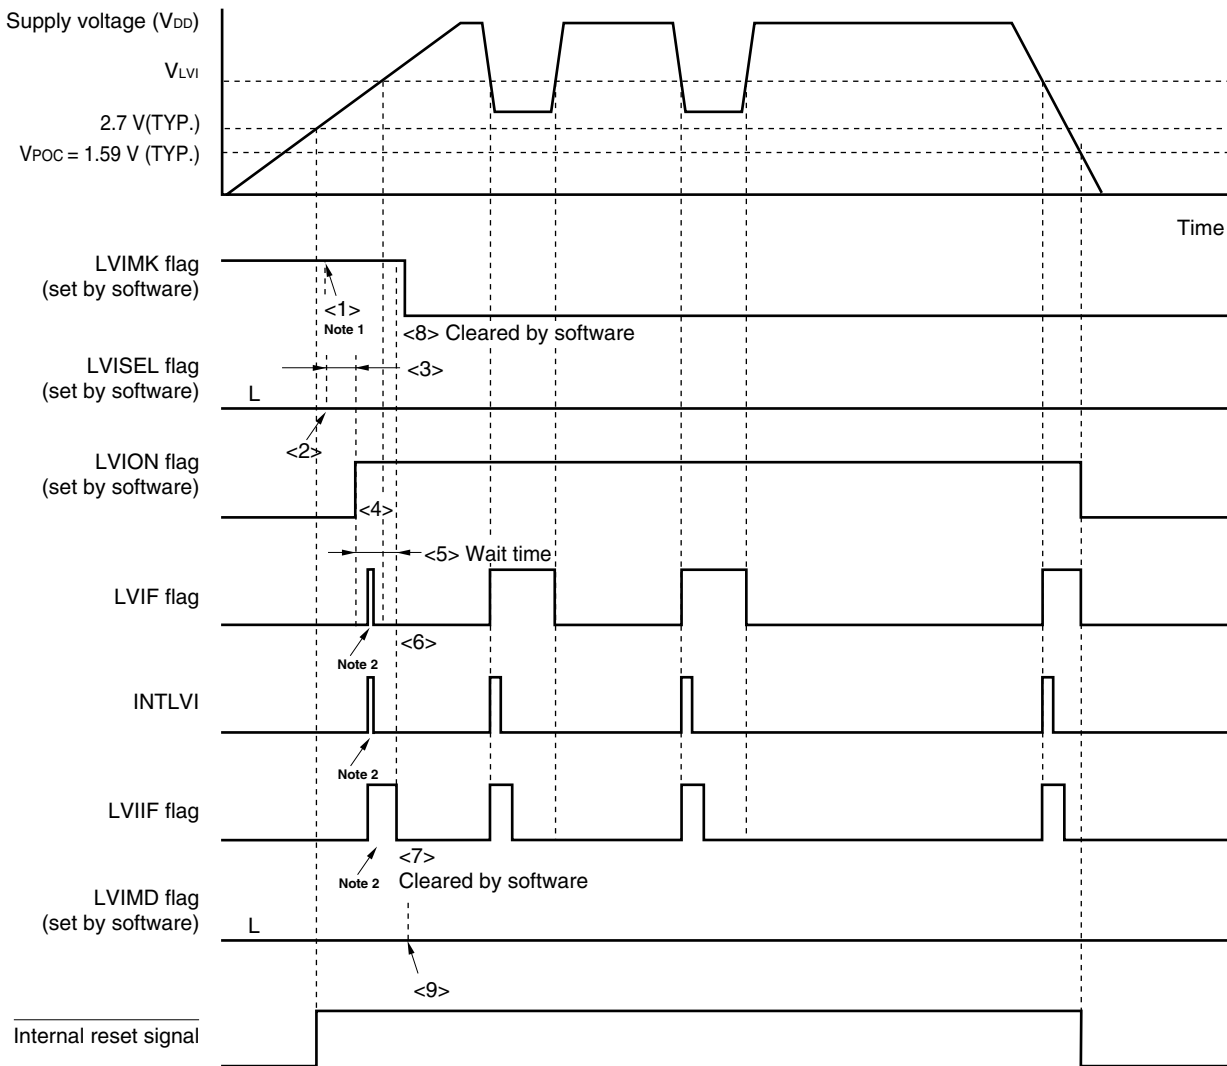 Supply voltage (VDD)
VLVI
2.7 V(TYP.)
VPOC = 1.59 V (TYP.)
Time
LVIMK flag
(set by software)
<1>
Note 1
<8> Cleared by software
LVISEL flag
(set by software)
L
<3>
<2>
LVION flag
(set by software)
<4>
<5> Wait time
LVIF flag
Note 2
<6>
INTLVI
Note 2
LVIIF flag
Note 2
<7>
Cleared by software
LVIMD flag
(set by software)
L
<9>
Internal reset signal